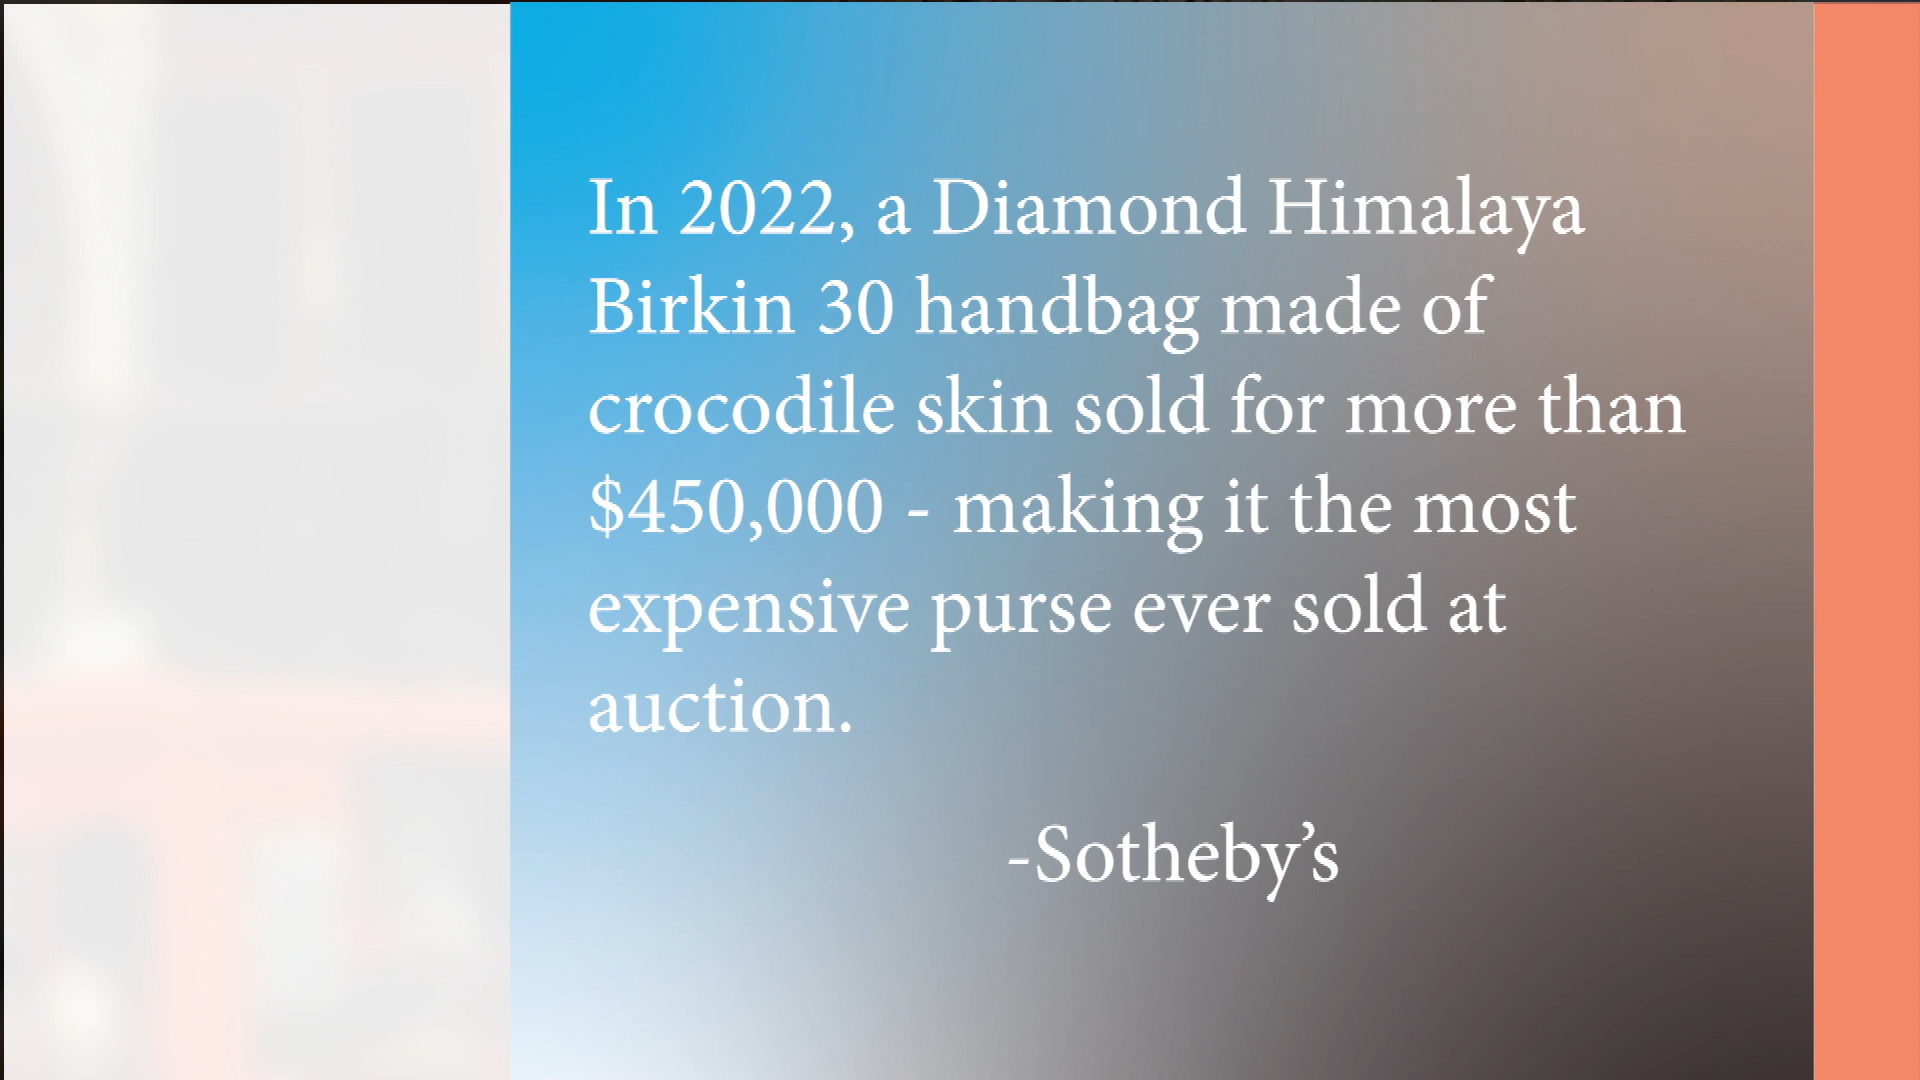 In 2022, a Diamond Himalaya
Birkin 30 handbag made of
crocodile skin sold for more than
$450,000 - making it the most
expensive purse ever sold at
auction.
-Sotheby’s